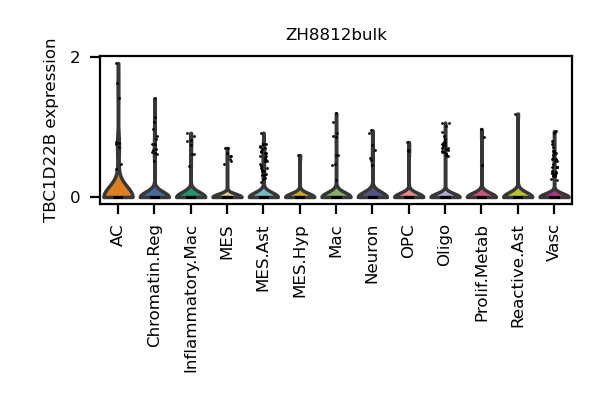 ZH8812bulk
TBC1D22B expression
2
0
AC
Chromatin.Reg
Inflammatory.Mac
MES
MES.Ast
MES.Hyp
Mac
Neuron
OPC
Oligo
Prolif.Metab
Reactive.Ast
Vasc